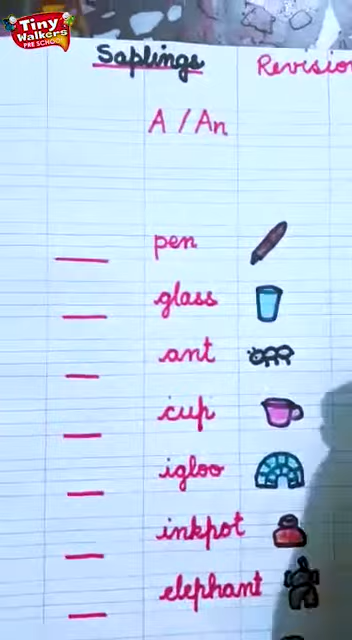 Tiny
Walkers
PRE SCHOOL
Saplings Revision
A / An
pen
glass
ant
cup
igloo
inkpot
elephant